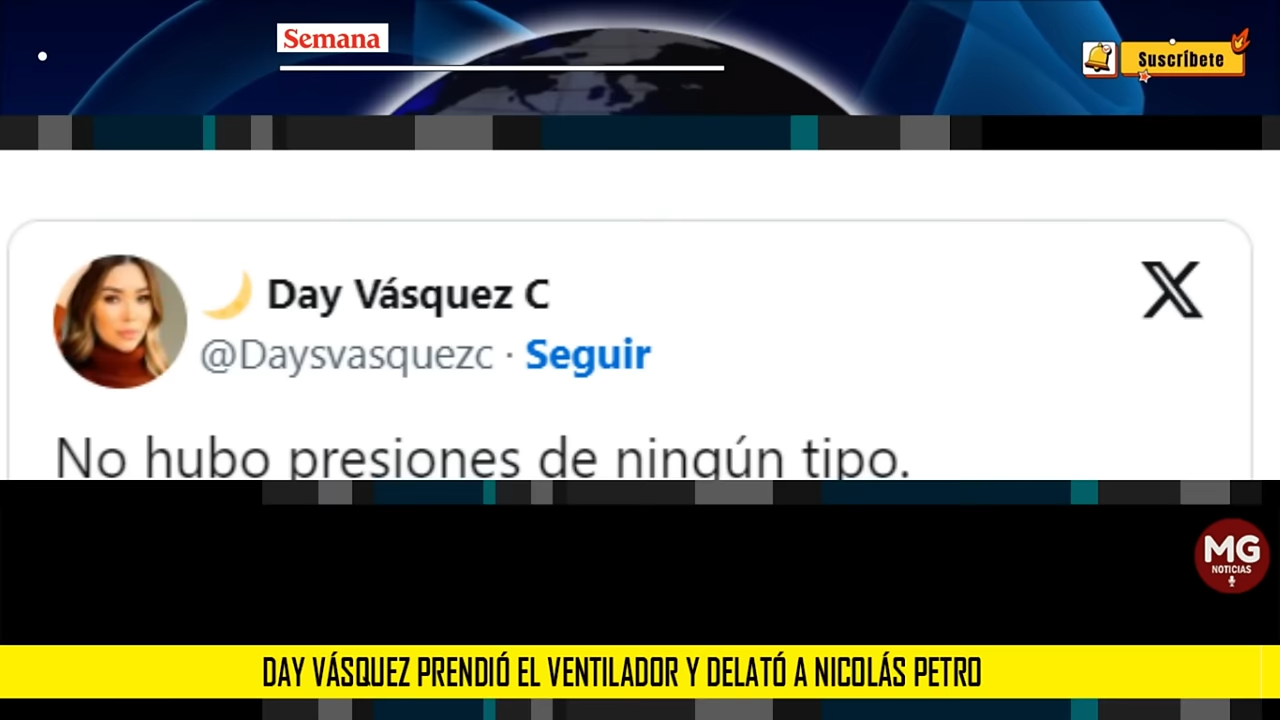 Semana
Suscríbete
Day Vásquez C
@Daysvasquezc · Seguir
No hubo presiones de ningún tipo.
MG
NOTICIAS
DAY VÁSQUEZ PRENDIÓ EL VENTILADOR Y DELATÓ A NICOLÁS PETRO